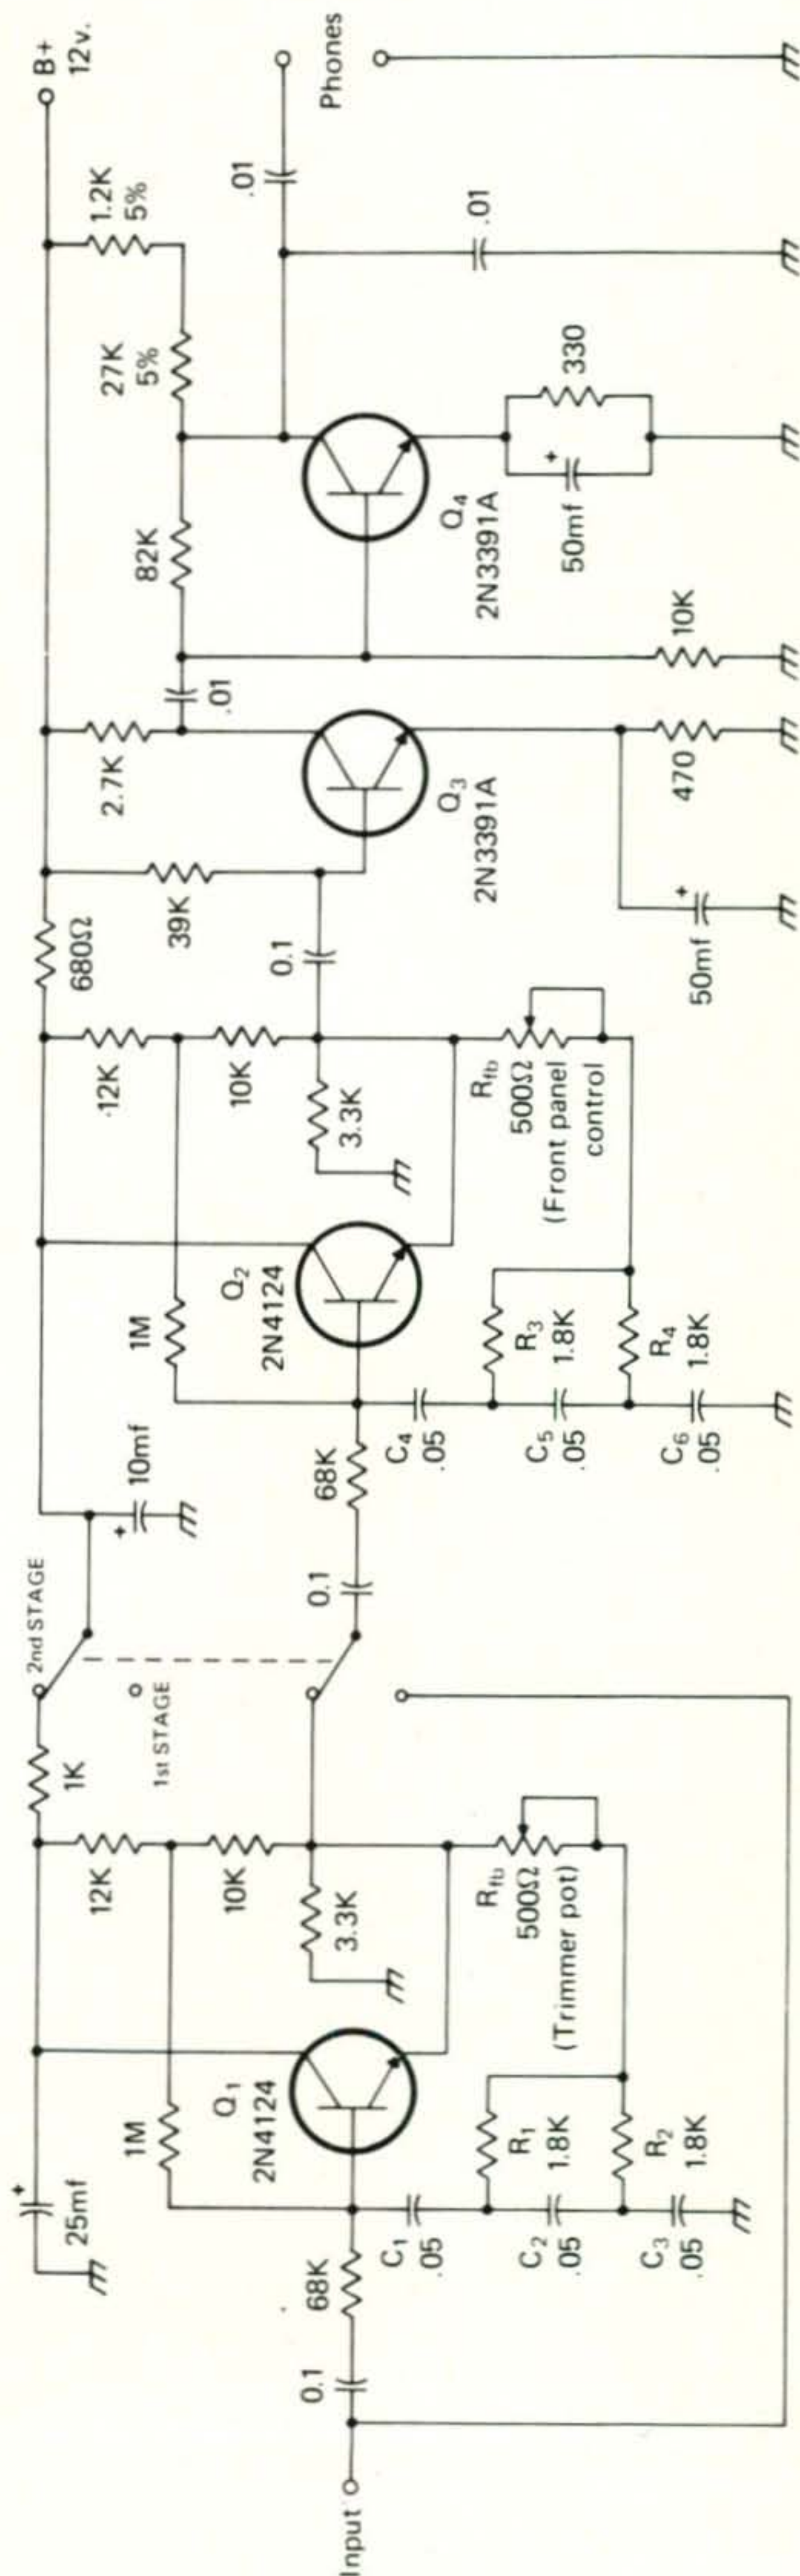 Input
0.1
68K
25mf
+
1M
Q1
2N4124
C1
.05
C2
.05
C3
.05
R1
1.8K
R2
1.8K
12K
10K
3.3K
Rfb
500Ω
(Trimmer pot)
1K
2nd STAGE
1st STAGE
+
10mf
0.1
68K
1M
Q2
2N4124
C4
.05
C5
.05
C6
.05
R3
1.8K
R4
1.8K
.12K
10K
3.3K
Rfb
500Ω
(Front panel
control
680Ω
0.1
39K
2.7K
Q3
2N3391A
+
50mf
470
.01
10K
82K
Q4
2N3391A
+
50mf
330
27K
5%
1.2K
5%
.01
.01
B+
12v.
Phones